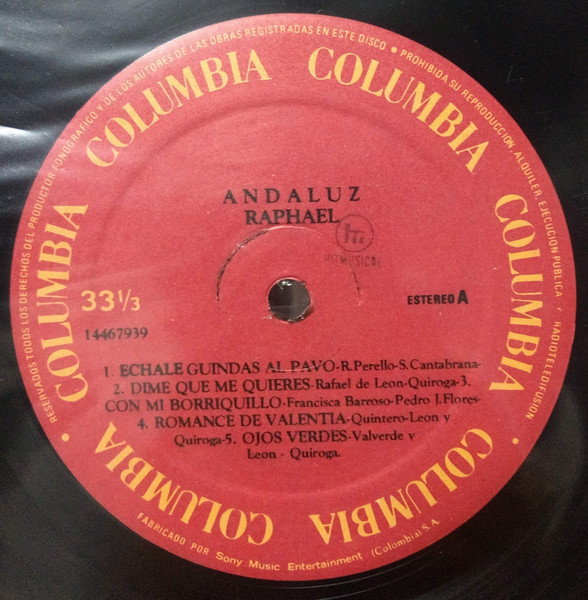 RESERVADOS TODOS LOS DERECHOS DEL PRODUCTOR FONOGRAFICO Y DE LOS AUTORES DE LAS OBRAS REGISTRADAS EN ESTE DISCO • PROHIBIDA SU REPRODUCCION, ALQUILER, EJECUCION PUBLICA Y RADIOTELEDIFUSION •
COLUMBIA COLUMBIA COLUMBIA COLUMBIA COLUMBIA COLUMBIA COLUMBIA
ANDALUZ
RAPHAEL
HITMUSICAL
33 1/3
ESTEREO A
14467939
1. ECHALE GUINDAS AL PAVO-R.Perello-S.Cantabrana-
2. DIME QUE ME QUIERES-Rafael de Leon-Quiroga-3.
CON MI BORRIQUILLO-Francisca Barroso-Pedro J.Flores-
4. ROMANCE DE VALENTIA-Quintero-Leon y
Quiroga-5. OJOS VERDES-Valverde y
Leon - Quiroga.
FABRICADO POR Sony Music Entertainment (Colombia) S.A.